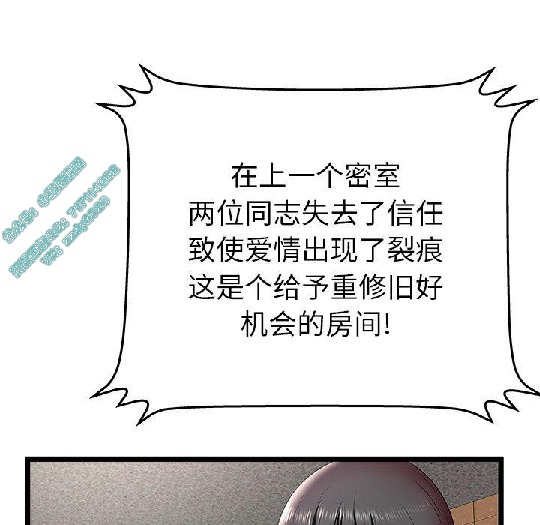 在上一个密室
两位同志失去了信任
致使爱情出现了裂痕
这是个给予重修旧好
机会的房间!